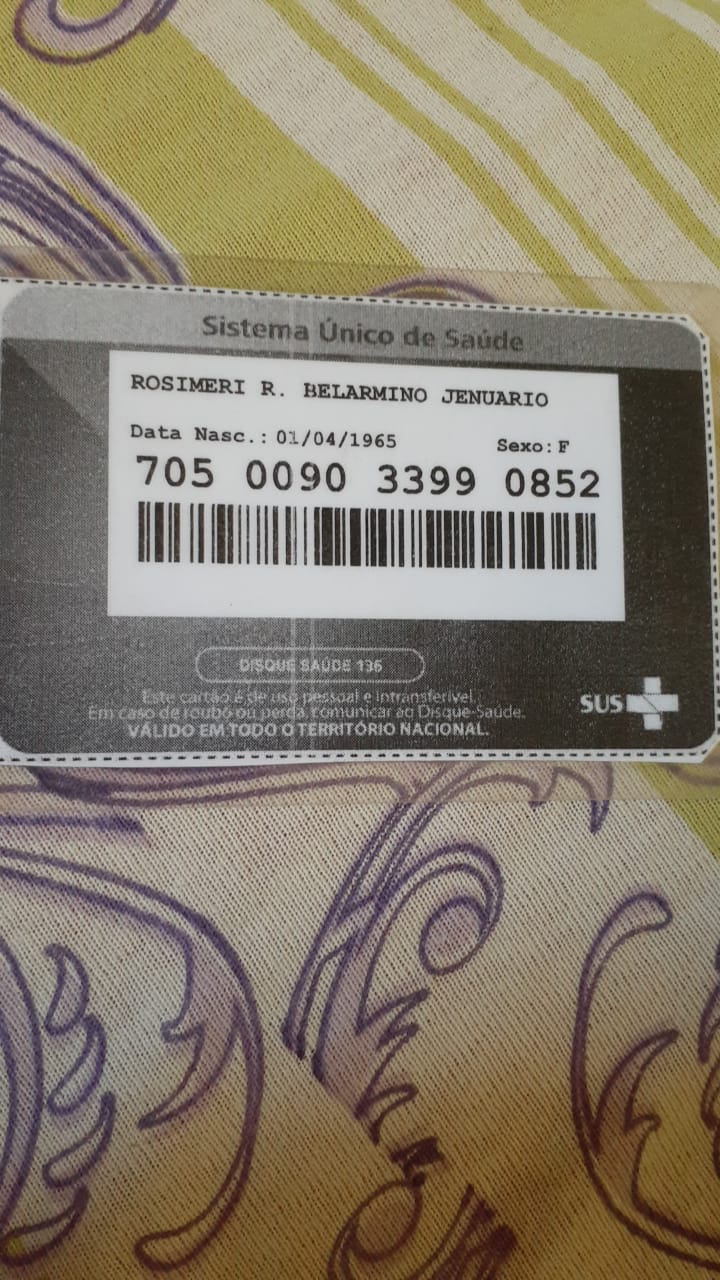 Sistema Único de Saúde
ROSIMERI R. BELARMINO JENUARIO
Data Nasc.: 01/04/1965 Sexo: F
705 0090 3399 0852
DISQUE SAÚDE 136
Este cartão é de uso pessoal e intransferível.
Em caso de roubo ou perda, comunicar ao Disque-Saúde.
VÁLIDO EM TODO O TERRITÓRIO NACIONAL.
SUS